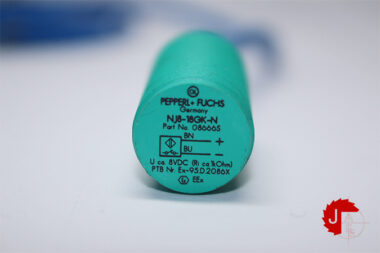 PEPPERL+FUCHS
Germany
NJ8-18GK-N
Part No. 086665
BN
+
BU
-
U ca. 8VDC (Ri ca 1kOhm)
PTB Nr. Ex-95.D.2086X
EEx
J